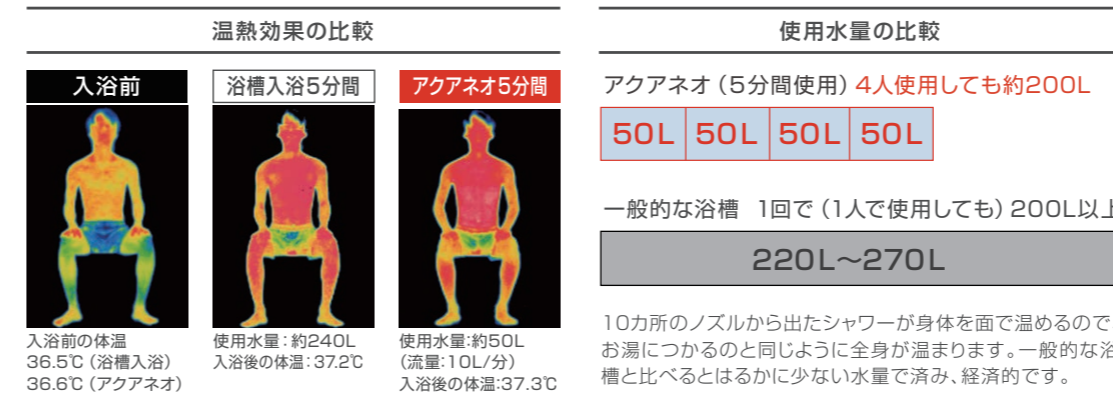 温熱効果の比較
入浴前
浴槽入浴5分間
アクアネオ5分間
入浴前の体温
36.5℃（浴槽入浴）
36.6℃（アクアネオ）
使用水量：約240L
入浴後の体温：37.2℃
使用水量:約50L
(流量:10L/分)
入浴後の体温:37.3℃
使用水量の比較
アクアネオ（5分間使用）4人使用しても約200L
50L 50L 50L 50L
一般的な浴槽 1回で（1人で使用しても）200L以上
220L～270L
10カ所のノズルから出たシャワーが身体を面で温めるので
お湯につかるのと同じように全身が温まります。一般的な浴
槽と比べるとはるかに少ない水量で済み、経済的です。